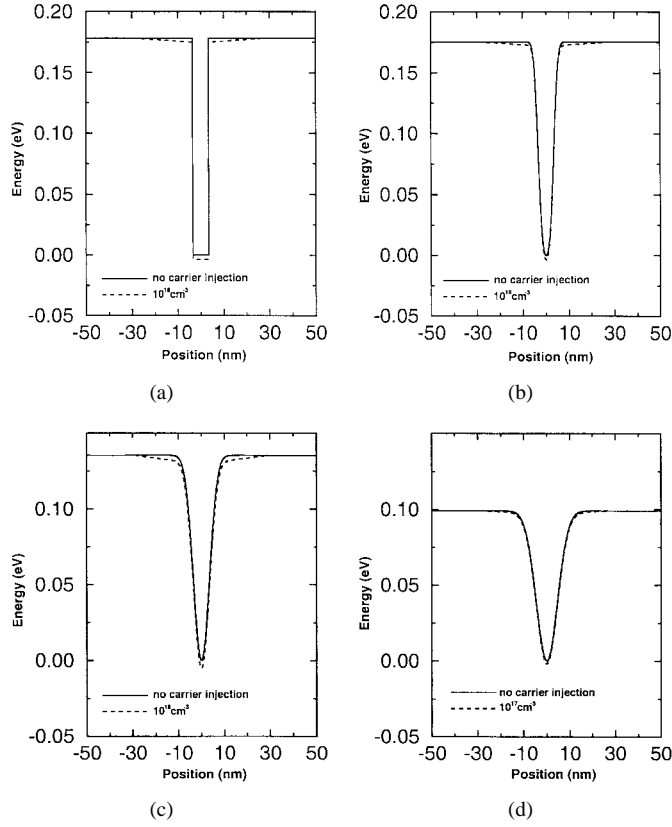 0.20
0.15
0.10
0.05
0.00
-0.05
Energy (eV)
no carrier injection
10¹⁸cm³
-50 -30 -10 10 30 50
Position (nm)
(a)
0.20
0.15
0.10
0.05
0.00
-0.05
Energy (eV)
no carrier injection
10¹⁸cm³
-50 -30 -10 10 30 50
Position (nm)
(b)
0.10
0.05
0.00
-0.05
Energy (eV)
no carrier injection
10¹⁸cm³
-50 -30 -10 10 30 50
Position (nm)
(c)
0.10
0.05
0.00
-0.05
Energy (eV)
no carrier injection
10¹⁷cm³
-50 -30 -10 10 30 50
Position (nm)
(d)